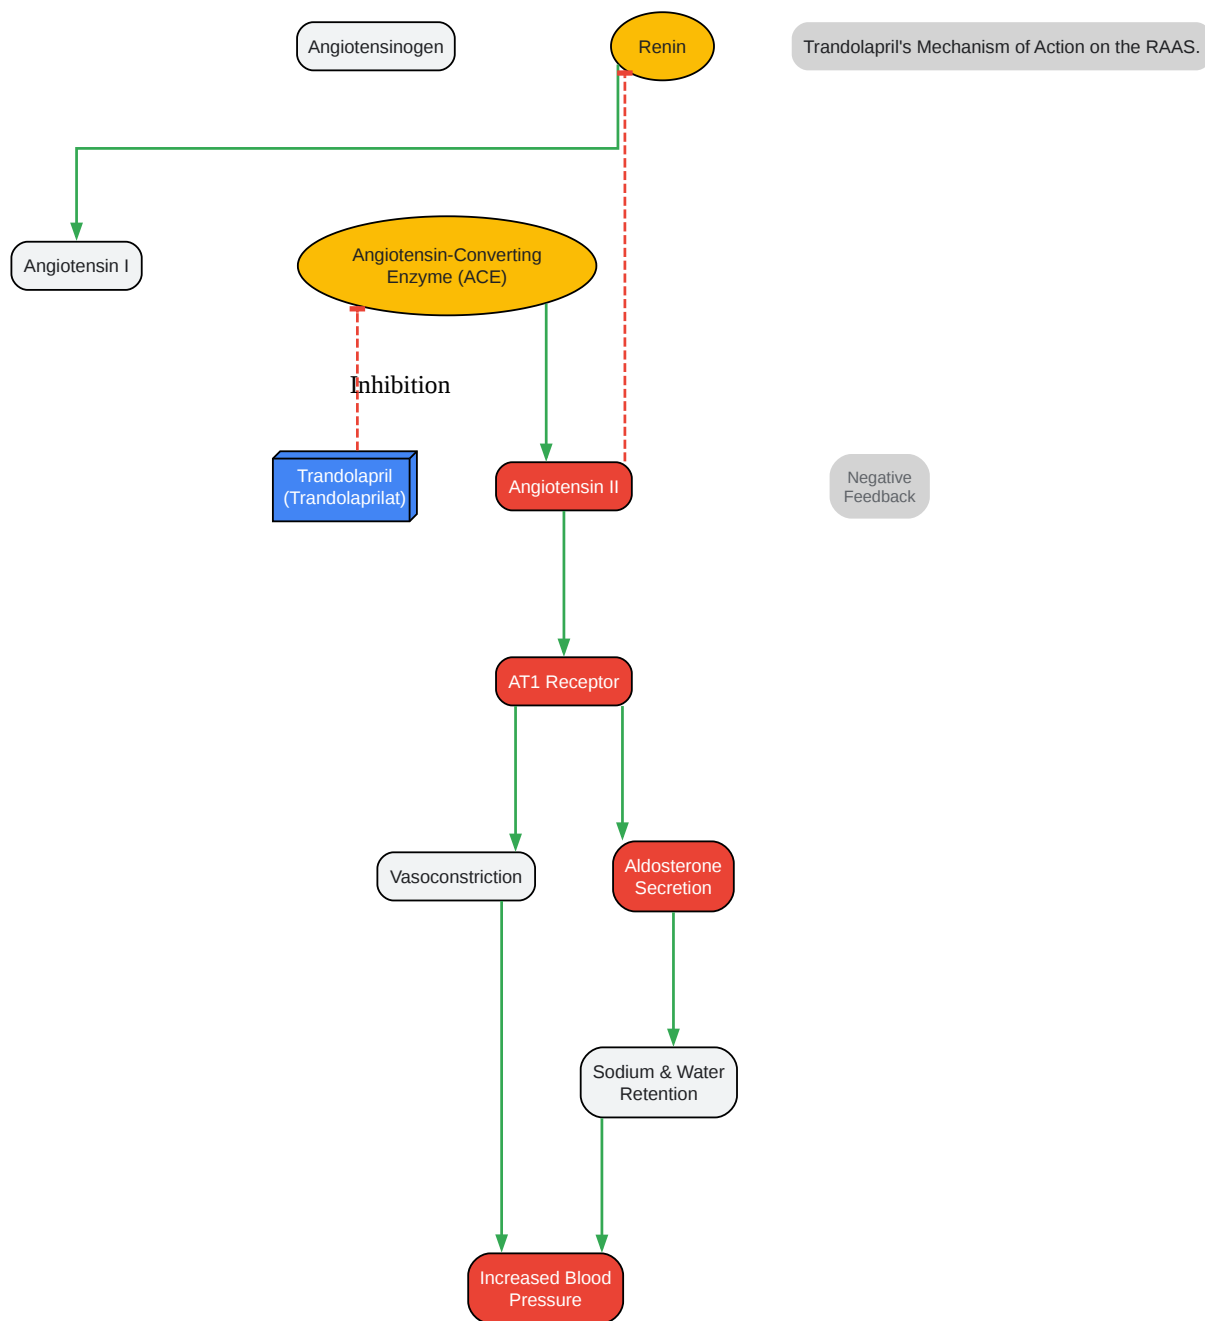 Angiotensinogen
Renin
Trandolapril's Mechanism of Action on the RAAS.
Angiotensin I
Angiotensin-Converting
Enzyme (ACE)
Inhibition
Trandolapril
(Trandolaprilat)
Angiotensin II
Negative
Feedback
AT1 Receptor
Vasoconstriction
Aldosterone
Secretion
Sodium & Water
Retention
Increased Blood
Pressure